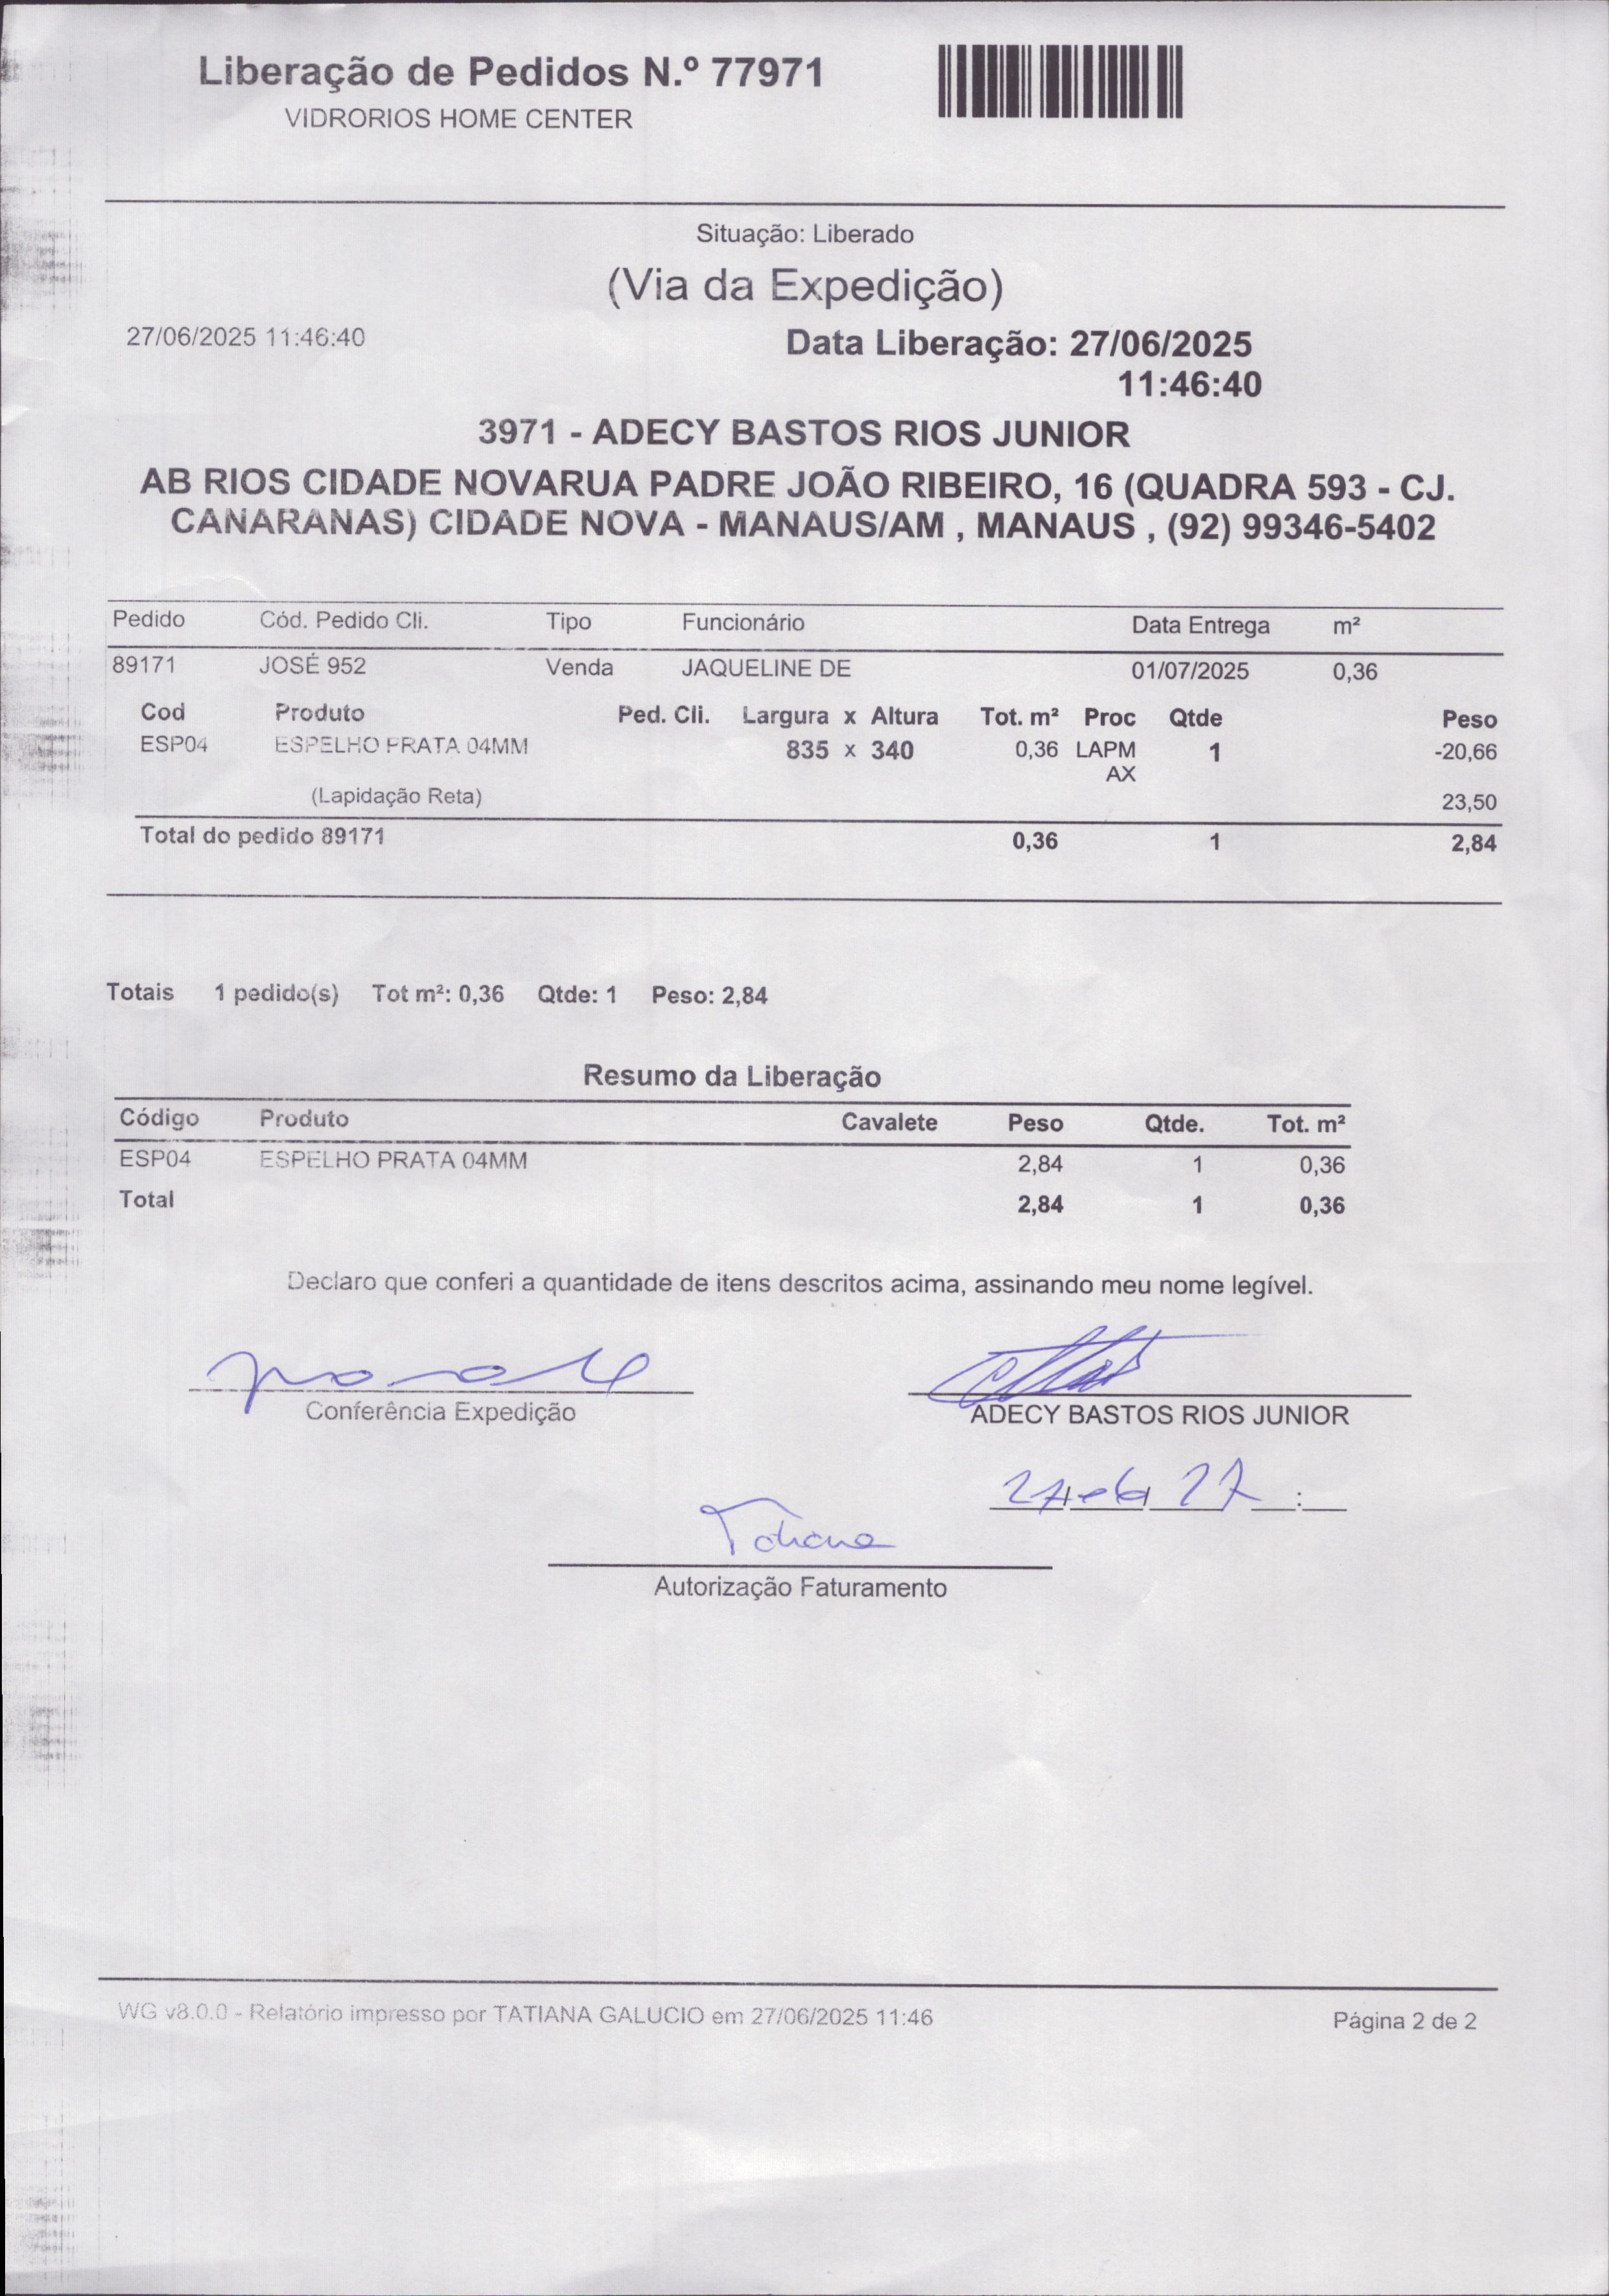 Liberação de Pedidos N.º 77971
VIDRORIOS HOME CENTER
Situação: Liberado
(Via da Expedição)
27/06/2025 11:46:40
Data Liberação: 27/06/2025
11:46:40
3971 - ADECY BASTOS RIOS JUNIOR
AB RIOS CIDADE NOVARUA PADRE JOÃO RIBEIRO, 16 (QUADRA 593 - CJ.
CANARANAS) CIDADE NOVA - MANAUS/AM , MANAUS , (92) 99346-5402
Pedido Cód. Pedido Cli. Tipo Funcionário Data Entrega m²
89171 JOSÉ 952 Venda JAQUELINE DE 01/07/2025 0,36
Cod Produto Ped. Cli. Largura x Altura Tot. m² Proc Qtde Peso
ESP04 ESPELHO PRATA 04MM 835 x 340 0,36 LAPM 1 -20,66
AX
(Lapidação Reta) 23,50
Total do pedido 89171 0,36 1 2,84
Totais 1 pedido(s) Tot m²: 0,36 Qtde: 1 Peso: 2,84
Resumo da Liberação
Código Produto Cavalete Peso Qtde. Tot. m²
ESP04 ESPELHO PRATA 04MM 2,84 1 0,36
Total 2,84 1 0,36
Declaro que conferi a quantidade de itens descritos acima, assinando meu nome legível.
Conferência Expedição
ADECY BASTOS RIOS JUNIOR
Tatiana
Autorização Faturamento
WG v8.0.0 - Relatório impresso por TATIANA GALUCIO em 27/06/2025 11:46
Página 2 de 2